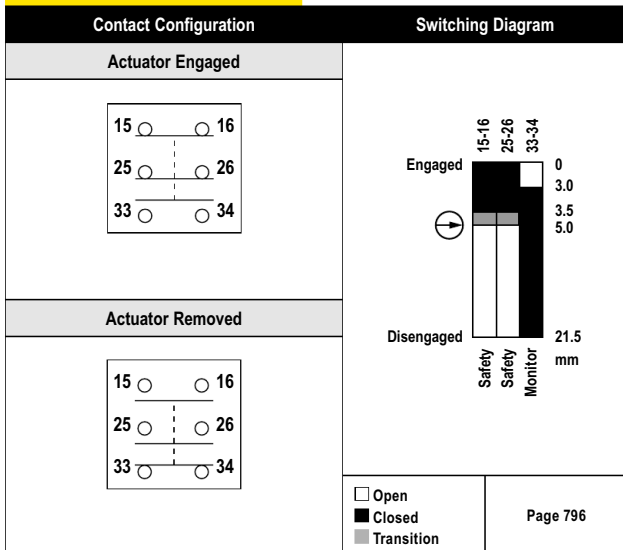 Contact Configuration
Actuator Engaged
15 16
25 26
33 34
Actuator Removed
15 16
25 26
33 34
Switching Diagram
15-16 25-26 33-34
Engaged 0
3.0
3.5
5.0
Disengaged 21.5
mm
Safety Safety Monitor
Open
Closed
Transition
Page 796